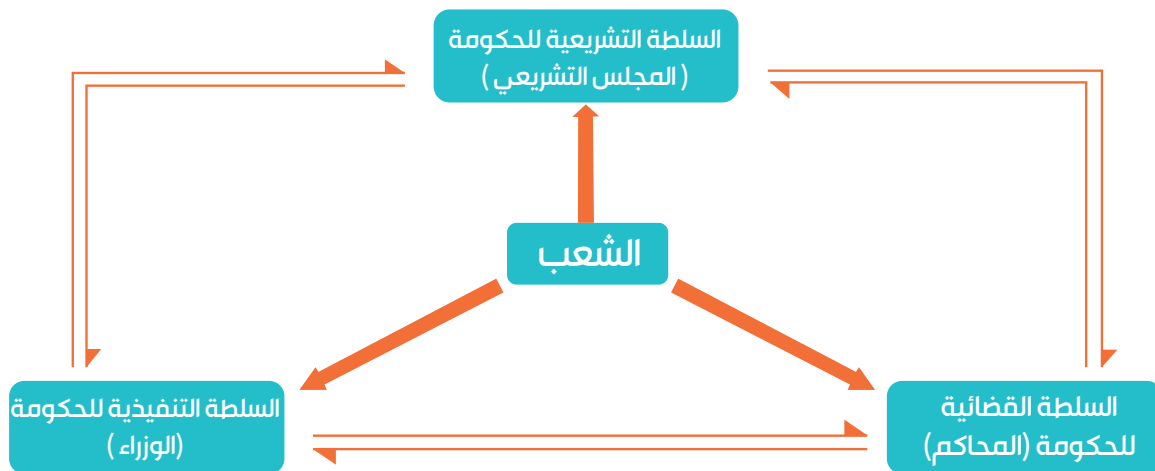 السلطة التشريعية للحكومة
( المجلس التشريعي )
الشعب
السلطة القضائية
للحكومة (المحاكم)
السلطة التنفيذية للحكومة
(الوزراء )